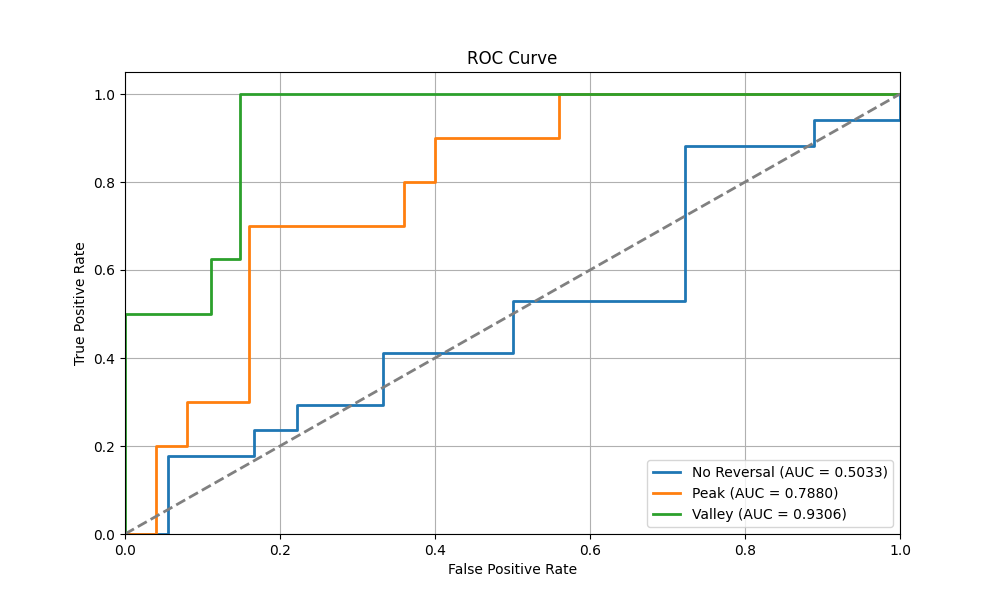 ROC Curve
True Positive Rate
1.0
0.8
0.6
0.4
0.2
0.0
0.0 0.2 0.4 0.6 0.8 1.0
False Positive Rate
No Reversal (AUC = 0.5033)
Peak (AUC = 0.7880)
Valley (AUC = 0.9306)